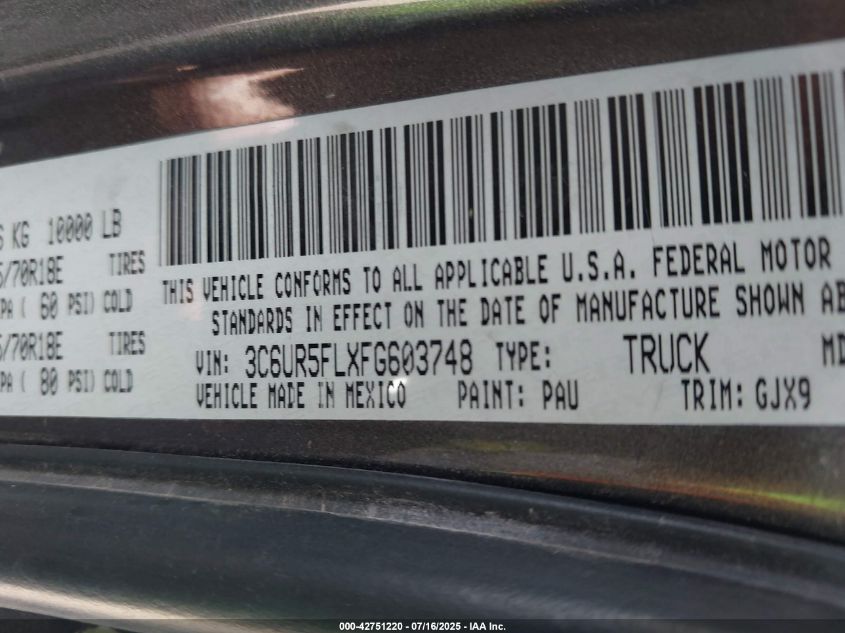 KG 10000 LB
/70R18E TIRES
PA ( 60 PSI) COLD
/70R18E TIRES
PA ( 80 PSI) COLD
THIS VEHICLE CONFORMS TO ALL APPLICABLE U.S.A. FEDERAL MOTOR
STANDARDS IN EFFECT ON THE DATE OF MANUFACTURE SHOWN AB
VIN: 3C6UR5FLXFG603748 TYPE: TRUCK MD
VEHICLE MADE IN MEXICO PAINT: PAU TRIM: GJX9
000-42751220 - 07/16/2025 - IAA Inc.